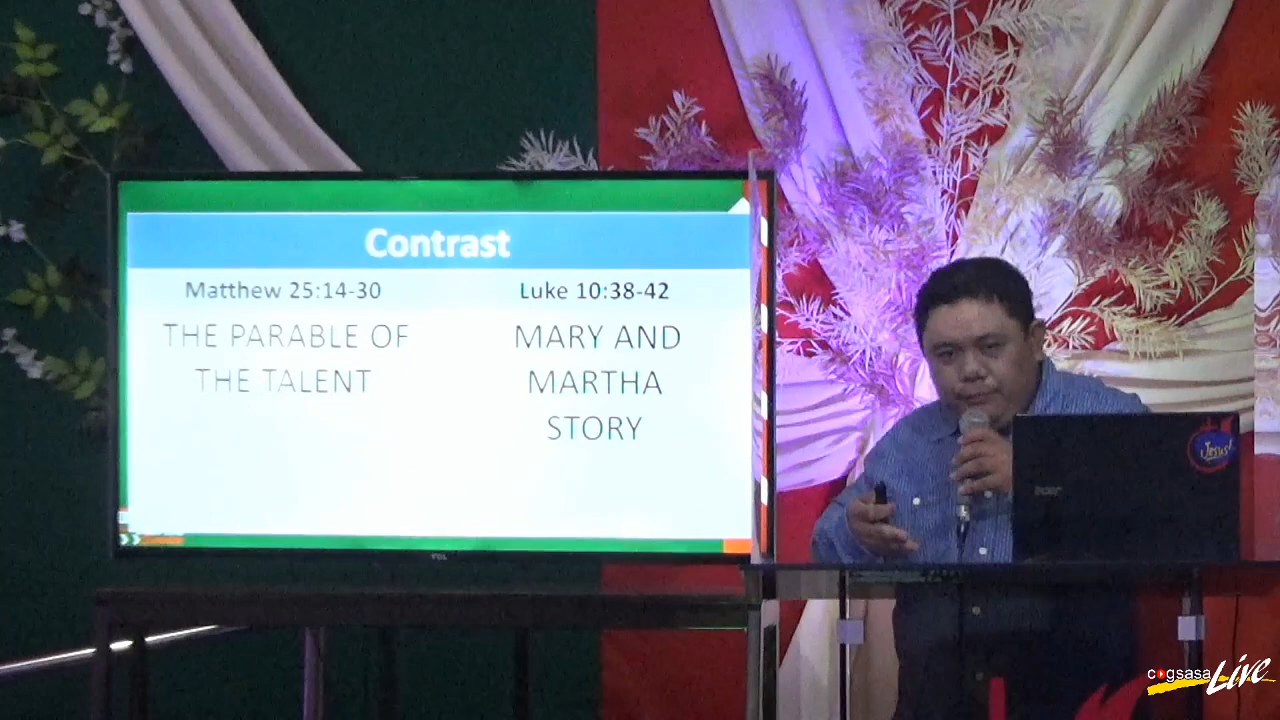 Contrast
Matthew 25:14-30
THE PARABLE OF
THE TALENT
Luke 10:38-42
MARY AND
MARTHA
STORY
TCL
acer
Jesus!
cogsasa Live